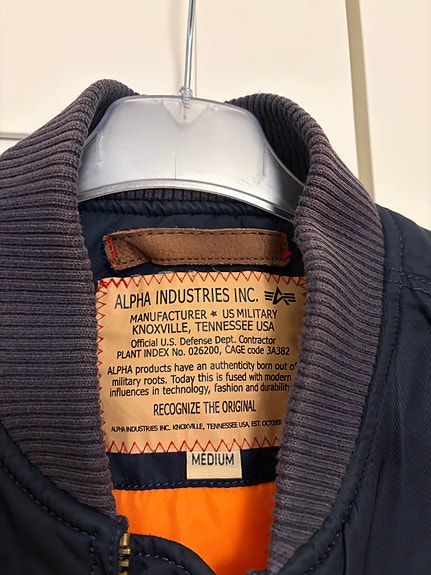 ALPHA INDUSTRIES INC.
MANUFACTURER ★ US MILITARY
KNOXVILLE, TENNESSEE USA
Official U.S. Defense Dept. Contractor
PLANT INDEX No. 026200, CAGE code 3A382
ALPHA products have an authenticity born out of
military roots. Today this is fused with modern
influences in technology, fashion and durability
RECOGNIZE THE ORIGINAL
ALPHA INDUSTRIES INC. KNOXVILLE, TENNESSEE USA, EST. OCTOBER
MEDIUM